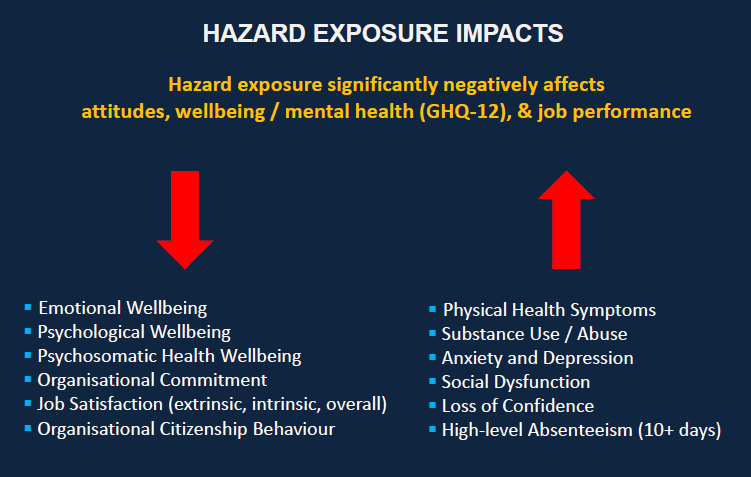 HAZARD EXPOSURE IMPACTS
Hazard exposure significantly negatively affects
attitudes, wellbeing / mental health (GHQ-12), & job performance
Emotional Wellbeing
Psychological Wellbeing
Psychosomatic Health Wellbeing
Organisational Commitment
Job Satisfaction (extrinsic, intrinsic, overall)
Organisational Citizenship Behaviour
Physical Health Symptoms
Substance Use / Abuse
Anxiety and Depression
Social Dysfunction
Loss of Confidence
High-level Absenteeism (10+ days)